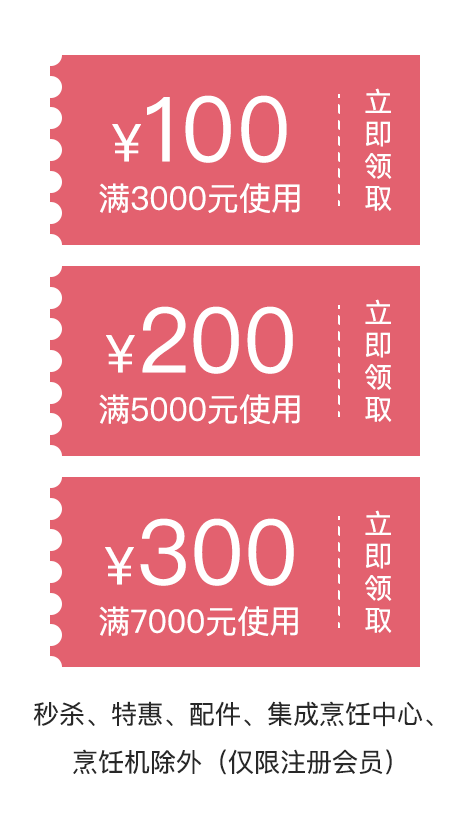 ¥100
满3000元使用
立即领取
¥200
满5000元使用
立即领取
¥300
满7000元使用
立即领取
秒杀、特惠、配件、集成烹饪中心、
烹饪机除外（仅限注册会员）